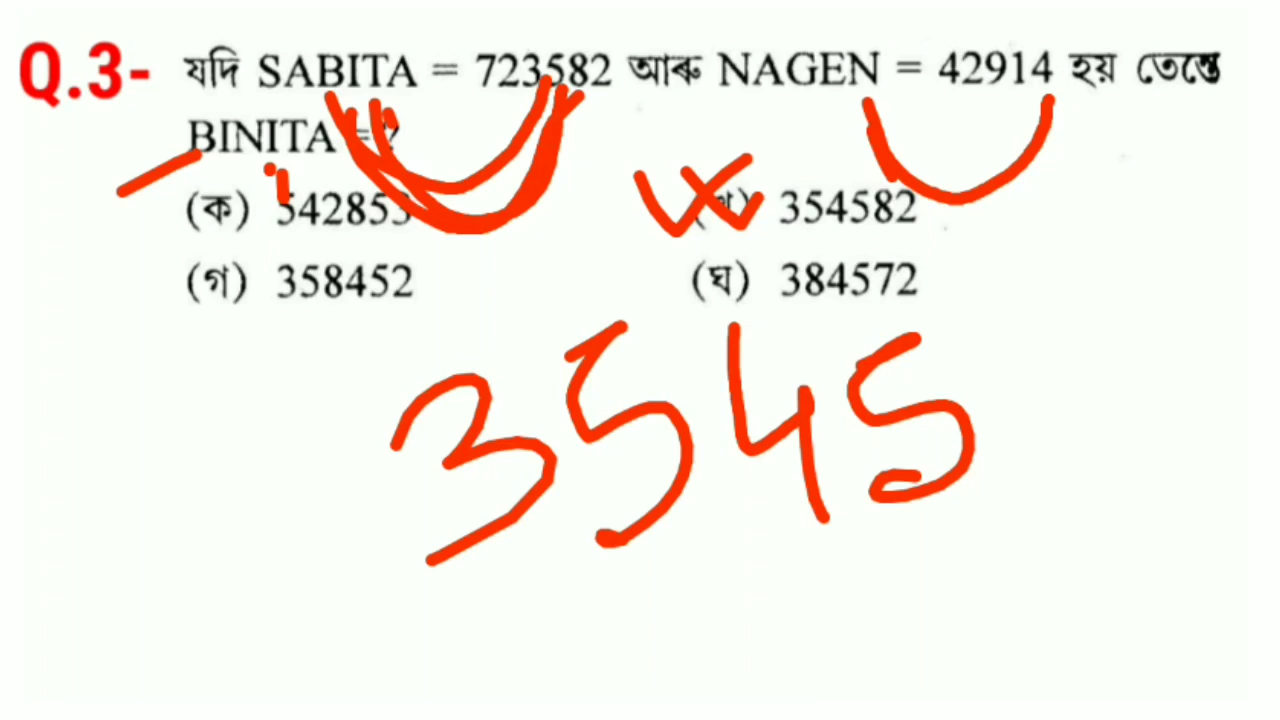 Q.3- যদি SABITA = 723582 আৰু NAGEN = 42914 হয় তেন্তে
BINITA = ?
(ক) 542853 (খ) 354582
(গ) 358452 (ঘ) 384572
3545